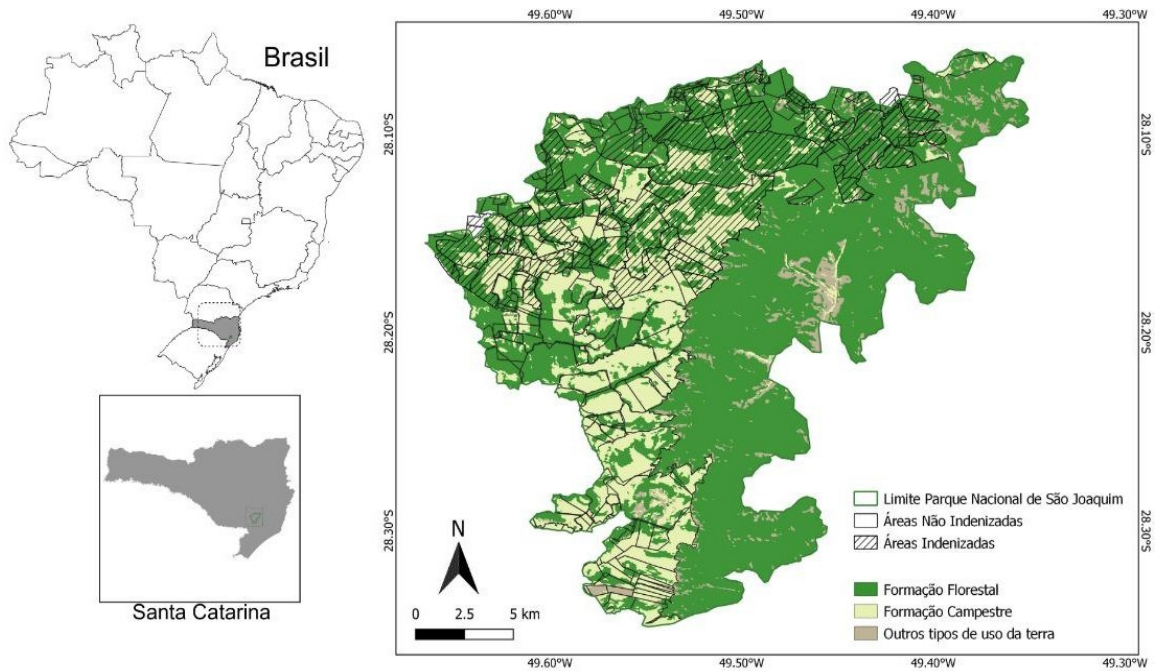 Brasil
Santa Catarina
49.60°W 49.50°W 49.40°W 49.30°W
28.10°S 28.10°S
28.20°S 28.20°S
28.30°S 28.30°S
N
0 2.5 5 km
Limite Parque Nacional de São Joaquim
Áreas Não Indenizadas
Áreas Indenizadas
Formação Florestal
Formação Campestre
Outros tipos de uso da terra
49.60°W 49.50°W 49.40°W 49.30°W